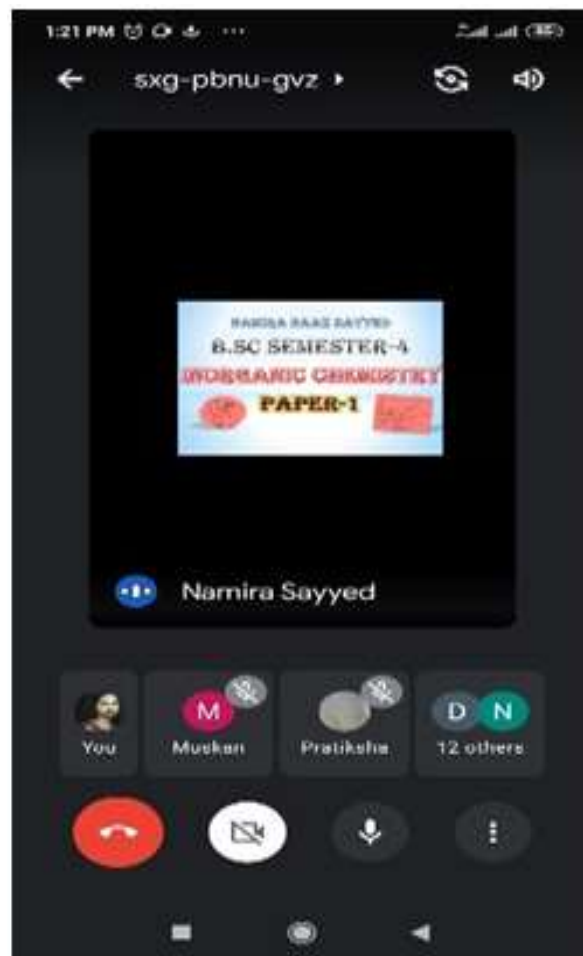 1:21 PM
sxg-pbnu-gvz
B.SC SEMESTER-4
INORGANIC CHEMISTRY
PAPER-1
Namira Sayyed
M
D N
You
Muskan
Pratiksha
12 others